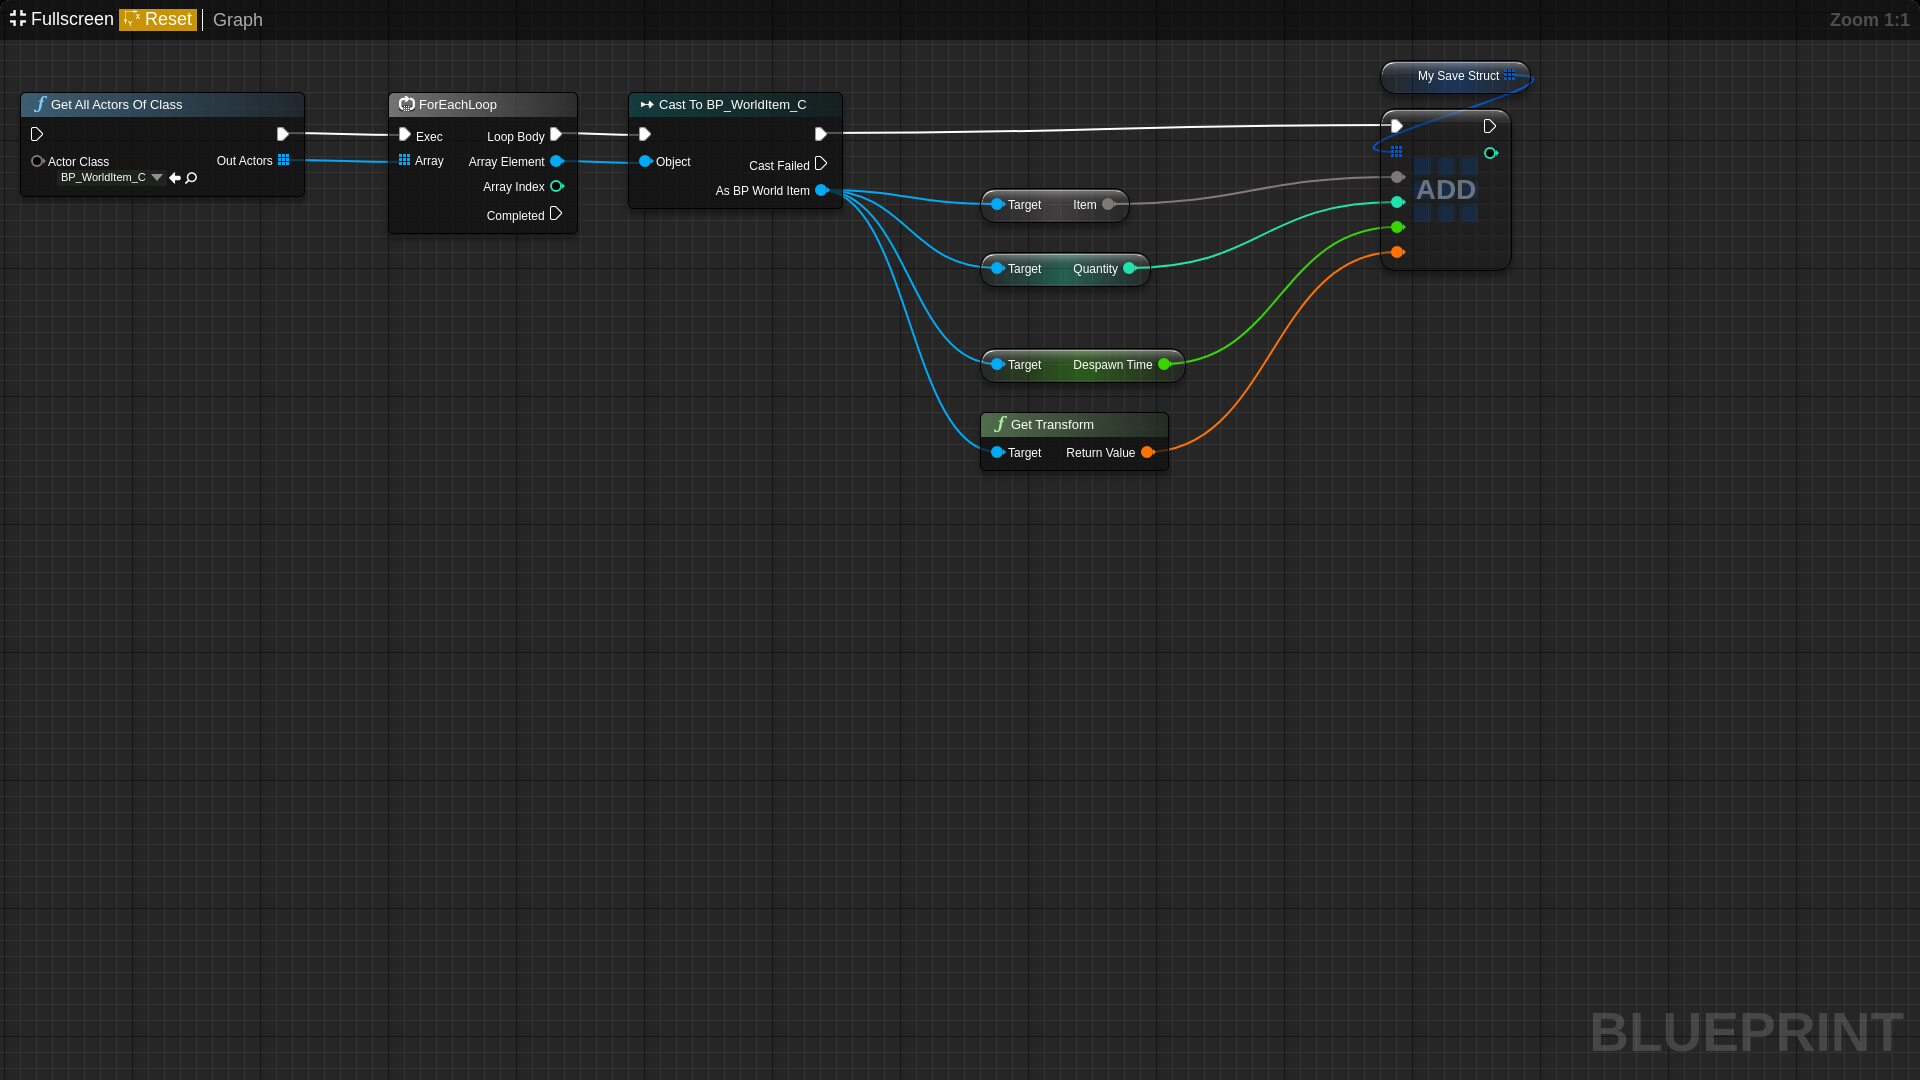 Fullscreen Reset Graph
Zoom 1:1
Get All Actors Of Class
Actor Class
BP_WorldItem_C
Out Actors
ForEachLoop
Exec
Loop Body
Array
Array Element
Array Index
Completed
Cast To BP_WorldItem_C
Object
Cast Failed
As BP World Item
Target
Item
Target
Quantity
Target
Despawn Time
Get Transform
Target
Return Value
My Save Struct
ADD
BLUEPRINT